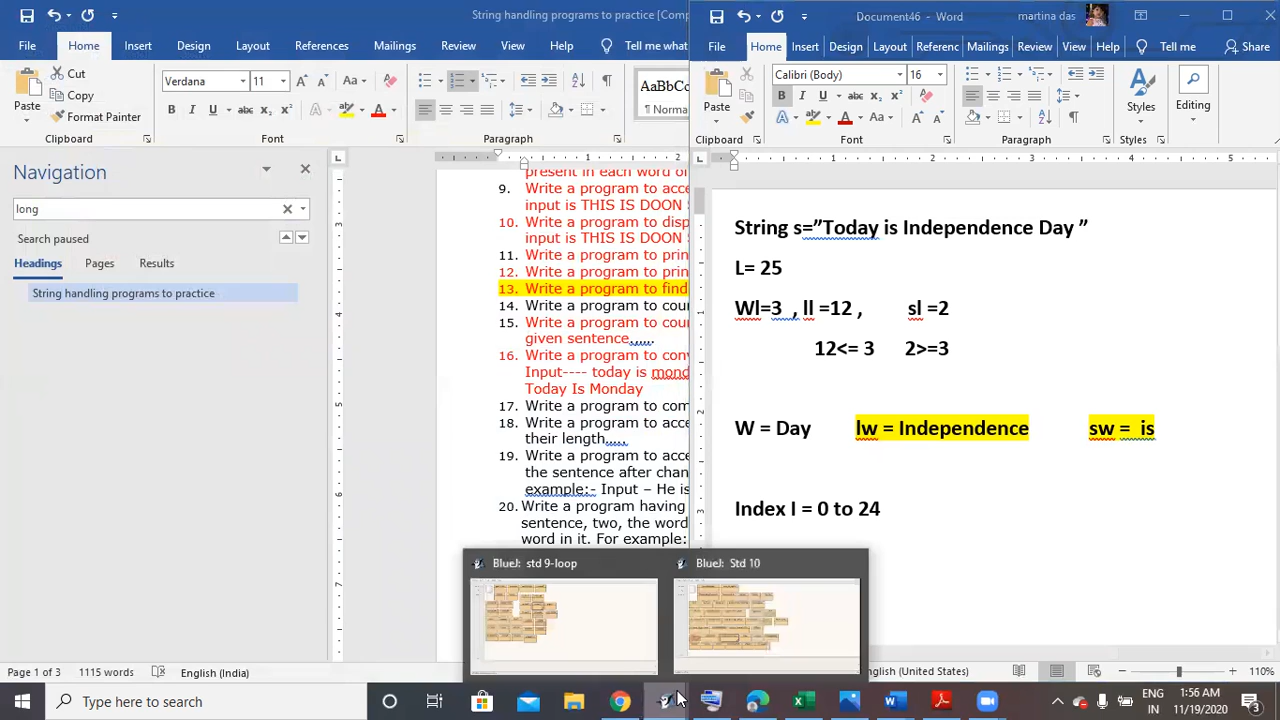 String handling programs to practice [Comp
Document46 - Word
martina das
File
Home
Insert
Design
Layout
References
Mailings
Review
View
Help
Tell me what
File
Home
Insert
Design
Layout
Referenc
Mailings
Review
View
Help
Tell me
Share
Paste
Cut
Copy
Format Painter
Clipboard
Verdana
11
Font
Paragraph
AaBbCc
¶ Norma
Paste
Clipboard
Calibri (Body)
16
Font
Paragraph
Styles
Styles
Editing
Navigation
long
Search paused
Headings
Pages
Results
String handling programs to practice
present in each word of
9. Write a program to acce
input is THIS IS DOON S
10. Write a program to disp
input is THIS IS DOON S
11. Write a program to prin
12. Write a program to prin
13. Write a program to find
14. Write a program to cou
15. Write a program to cou
given sentence,,,,,.
16. Write a program to conv
Input---- today is mond
Today Is Monday
17. Write a program to com
18. Write a program to acce
their length,,,,,
19. Write a program to acce
the sentence after chan
example:- Input – He is
20. Write a program having
sentence, two, the word
word in it. For example:
String s=”Today is Independence Day ”
L= 25
Wl=3 , ll =12 , sl =2
12<= 3 2>=3
W = Day lw = Independence sw = is
Index I = 0 to 24
BlueJ: std 9-loop
BlueJ: Std 10
Page 1 of 3
1115 words
English (India)
English (United States)
110%
Type here to search
ENG
IN
1:56 AM
11/19/2020
3